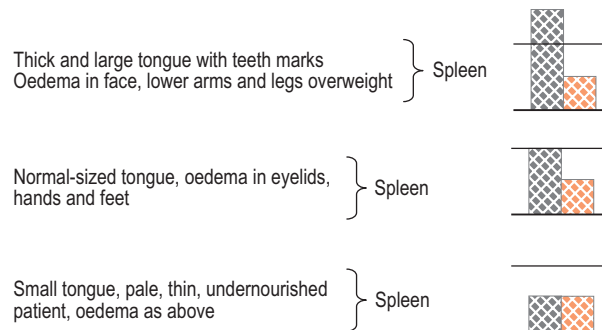 Thick and large tongue with teeth marks
Oedema in face, lower arms and legs overweight
Spleen
Normal-sized tongue, oedema in eyelids,
hands and feet
Spleen
Small tongue, pale, thin, undernourished
patient, oedema as above
Spleen